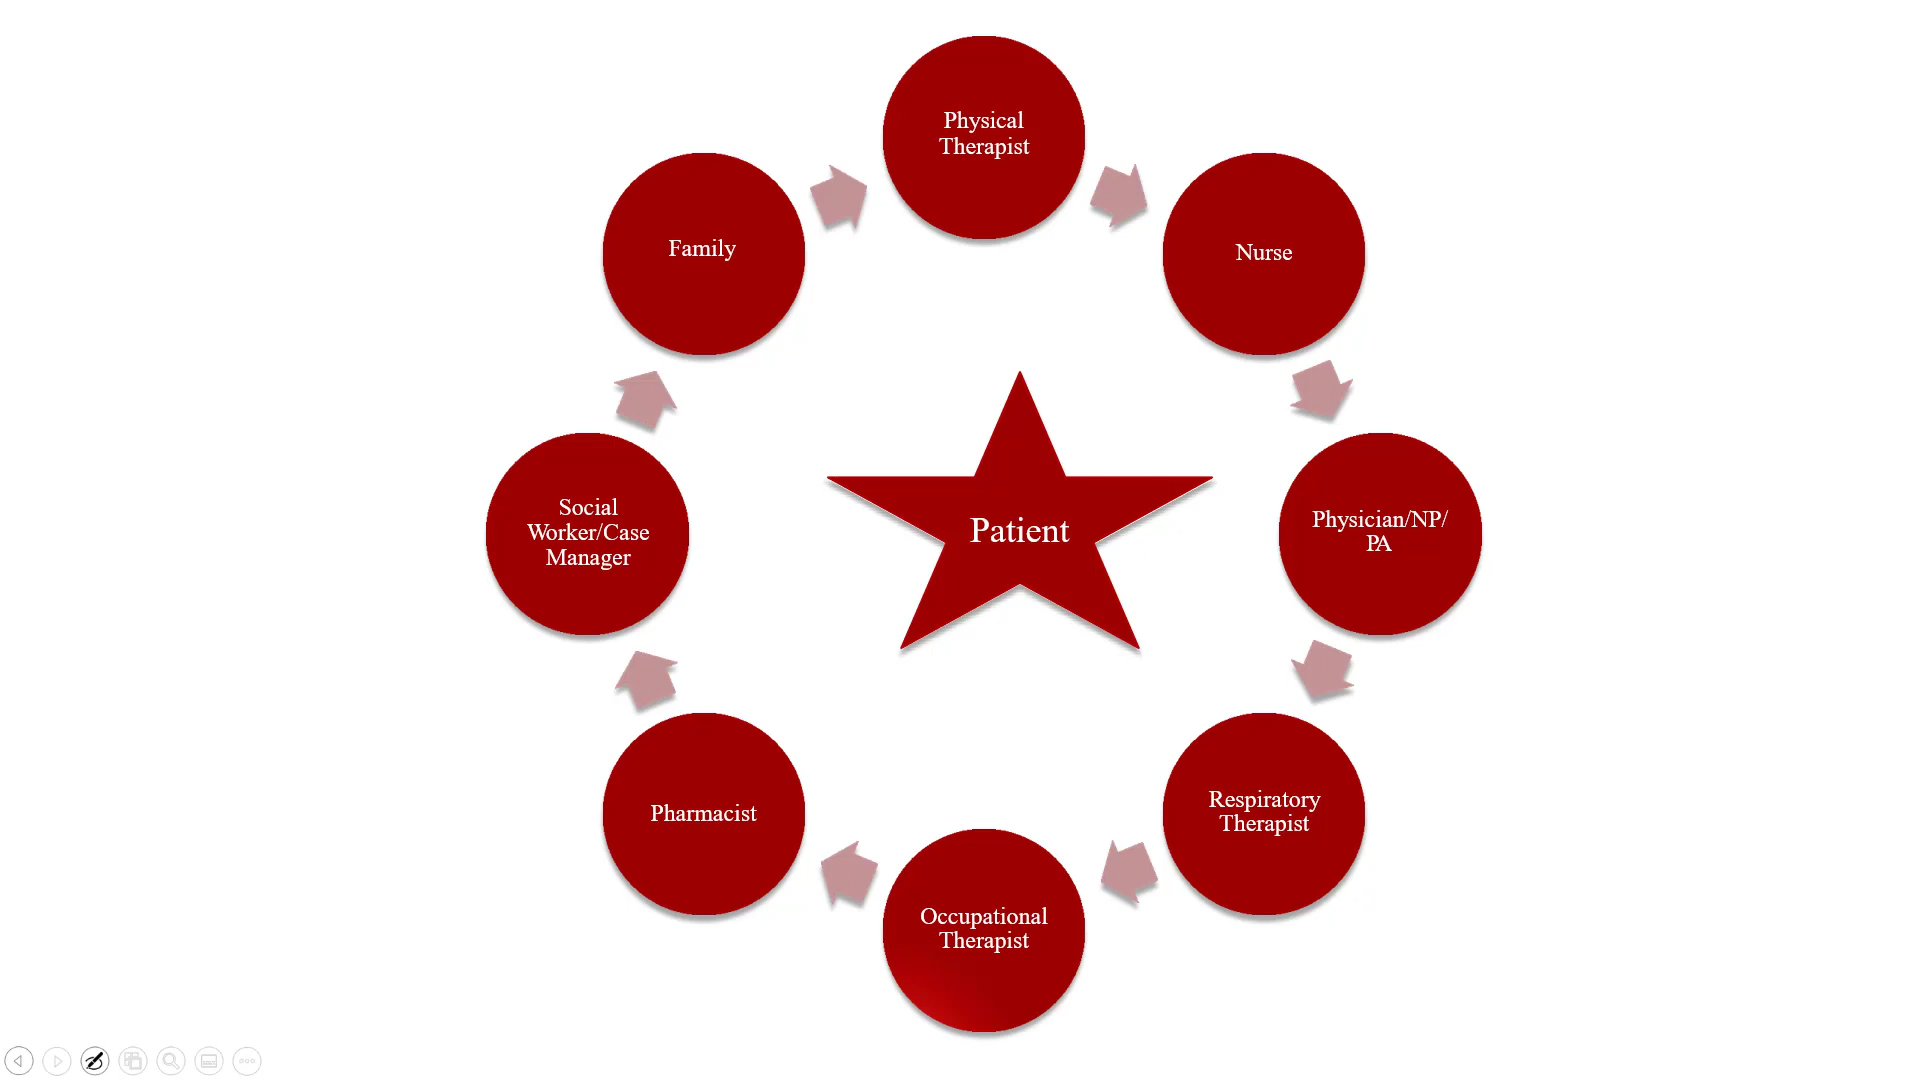 Physical
Therapist
Nurse
Physician/NP/
PA
Respiratory
Therapist
Occupational
Therapist
Pharmacist
Social
Worker/Case
Manager
Family
Patient